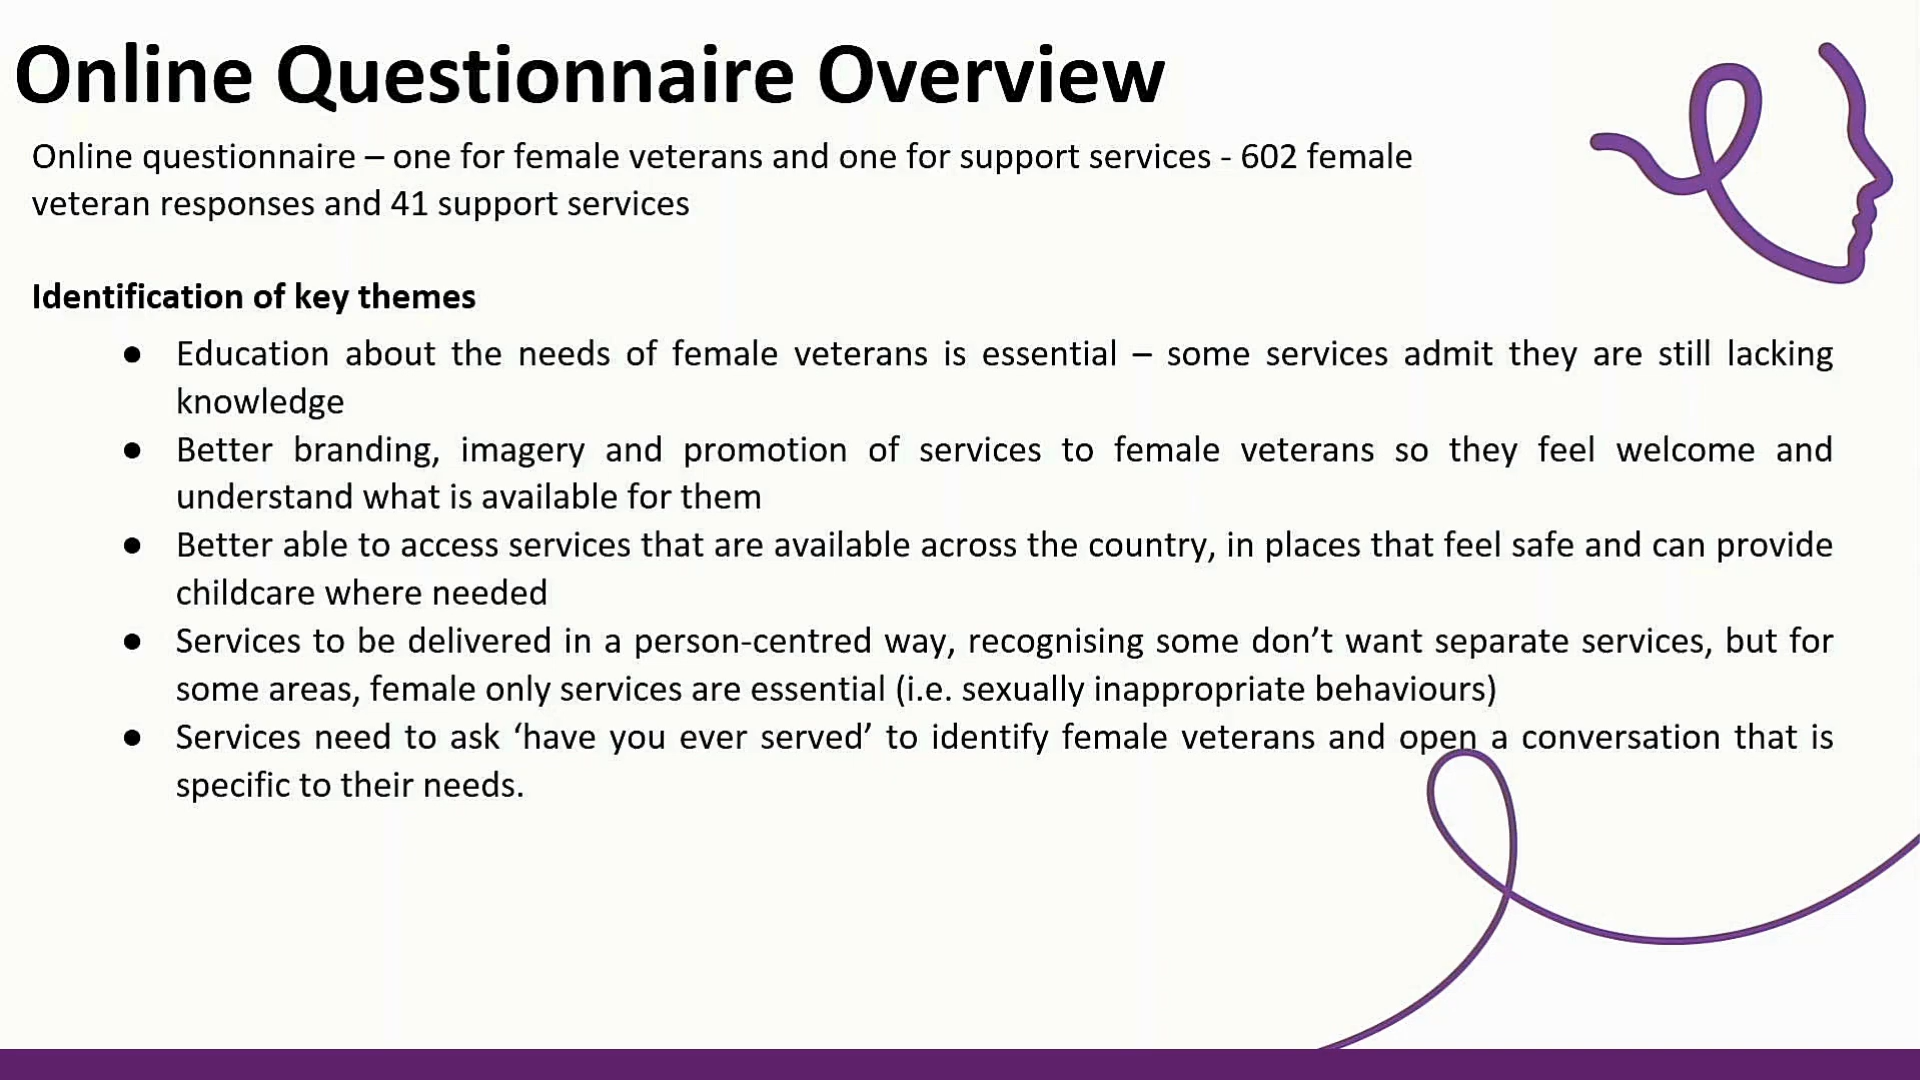 Online Questionnaire Overview
Online questionnaire – one for female veterans and one for support services - 602 female
veteran responses and 41 support services
Identification of key themes
● Education about the needs of female veterans is essential – some services admit they are still lacking
knowledge
● Better branding, imagery and promotion of services to female veterans so they feel welcome and
understand what is available for them
● Better able to access services that are available across the country, in places that feel safe and can provide
childcare where needed
● Services to be delivered in a person-centred way, recognising some don’t want separate services, but for
some areas, female only services are essential (i.e. sexually inappropriate behaviours)
● Services need to ask ‘have you ever served’ to identify female veterans and open a conversation that is
specific to their needs.